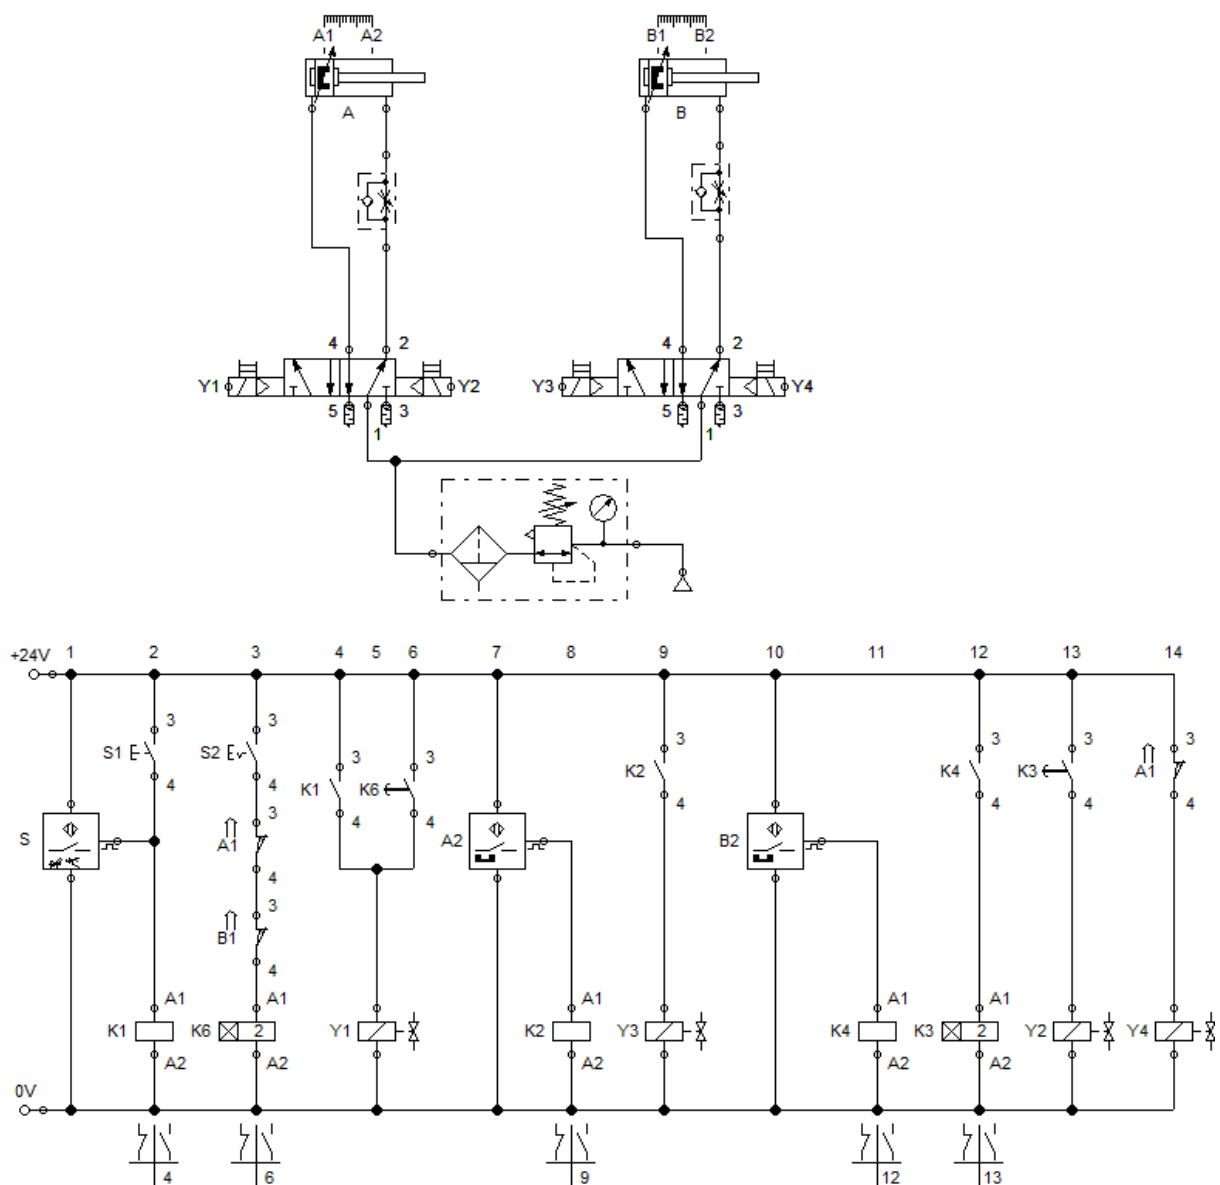 A1 A2 B1 B2
A B
4 2 4 2
Y1 Y2 Y3 Y4
5 3 5 3
1 1
1 2 3 4 5 6 7 8 9 10 11 12 13 14
+24V
3 3 3 3 3 3 3 3
S1 S2 K1 K6 K2 K4 K3 A1
4 4 4 4 4 4 4 4
3
S A1 A2 B2
4
3
B1
4
A1 A1 A1 A1 A1
K1 K6 2 Y1 K2 Y3 K4 K3 2 Y2 Y4
A2 A2 A2 A2 A2
0V
4 6 9 12 13